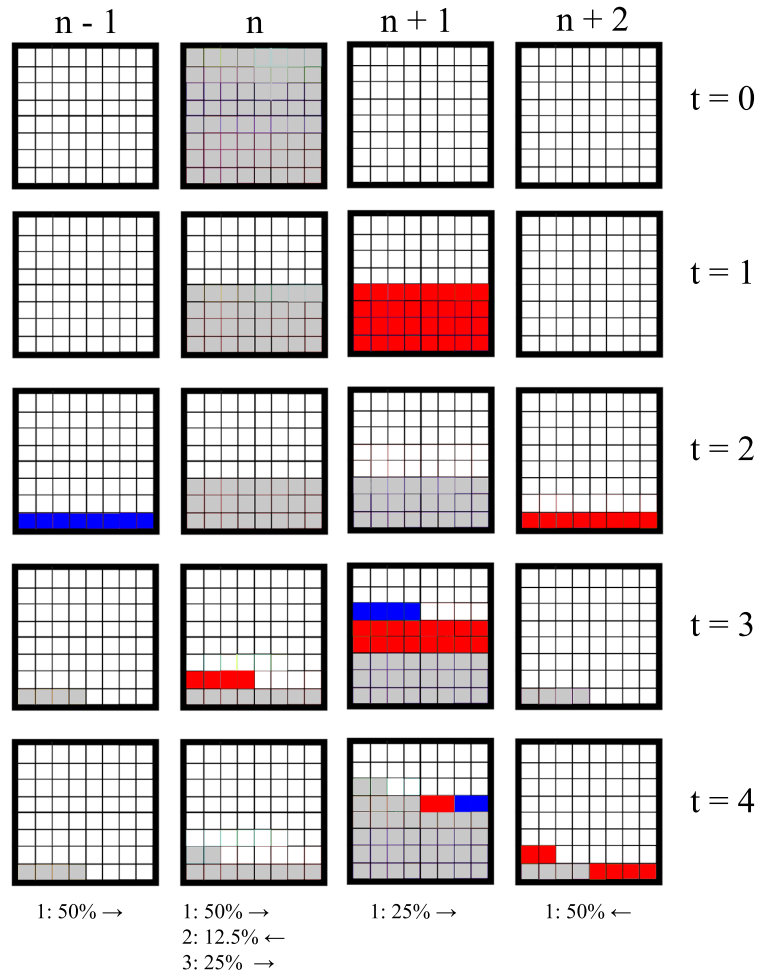 n - 1 n n + 1 n + 2
t = 0
t = 1
t = 2
t = 3
t = 4
1: 50% → 1: 50% → 1: 25% → 1: 50% ←
2: 12.5% ←
3: 25% →